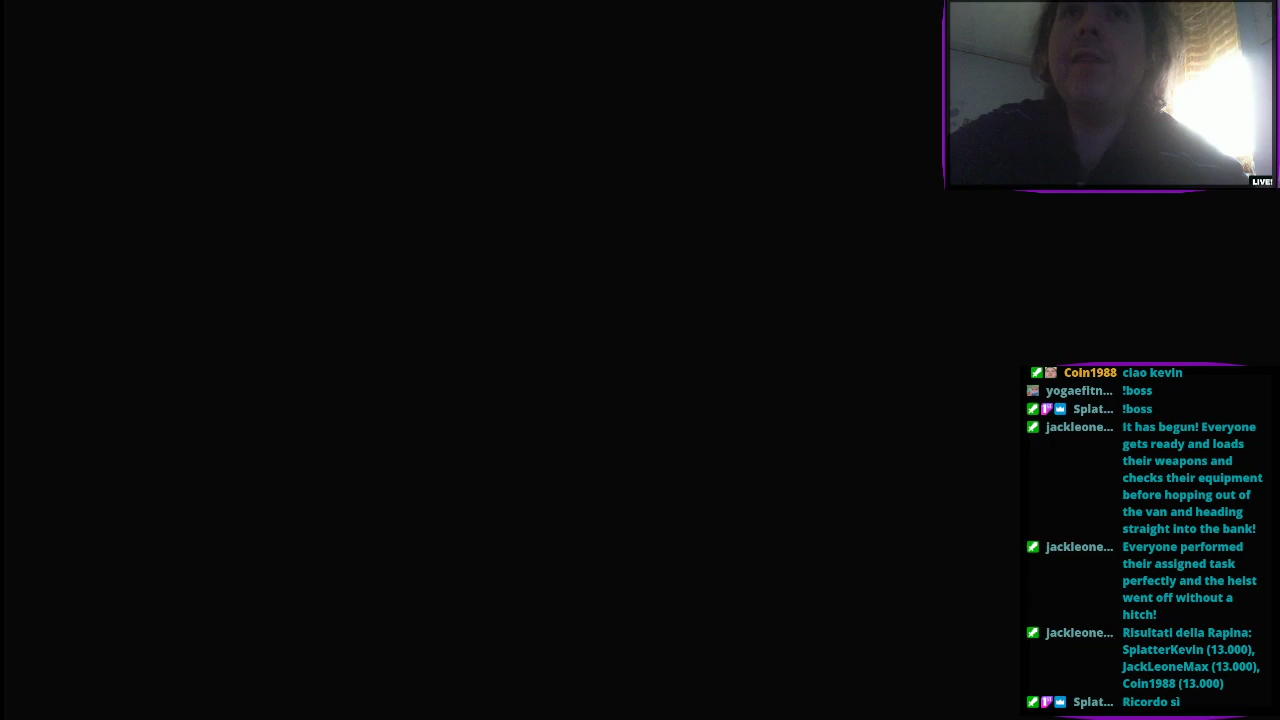 LIVE!
Coin1988 ciao kevin
yogaefitn... !boss
Splat... !boss
jackleone... It has begun! Everyone
gets ready and loads
their weapons and
checks their equipment
before hopping out of
the van and heading
straight into the bank!
jackleone... Everyone performed
their assigned task
perfectly and the heist
went off without a
hitch!
jackleone... Risultati della Rapina:
SplatterKevin (13.000),
JackLeoneMax (13.000),
Coin1988 (13.000)
Splat... Ricordo sì